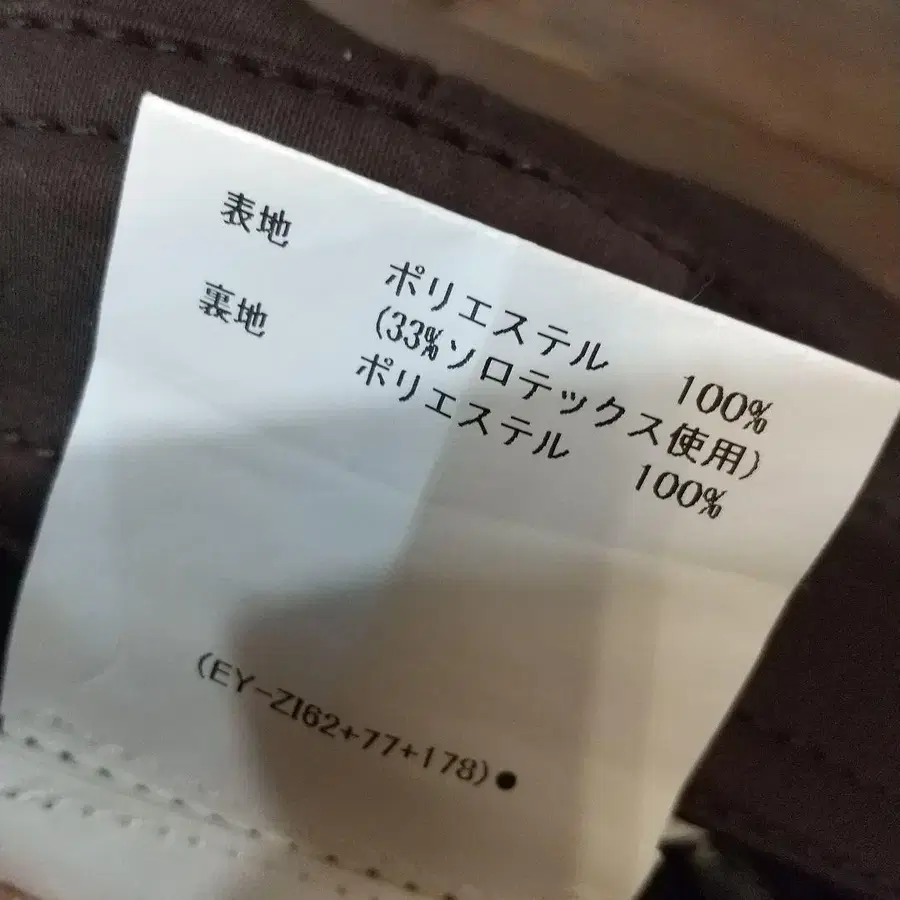 表地 ポリエステル 100%
(33%ソロテックス使用)
裏地 ポリエステル 100%
(EY-ZI62+77+178)●